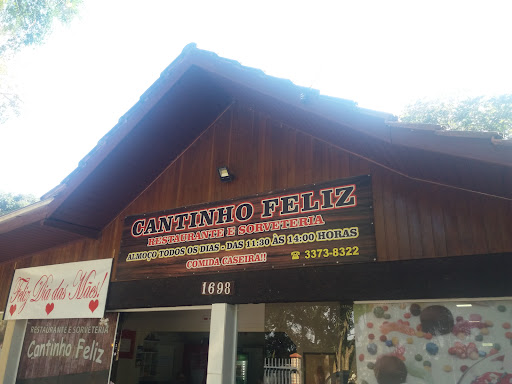 CANTINHO FELIZ
RESTAURANTE E SORVETERIA
ALMOÇO TODOS OS DIAS - DAS 11:30 ÀS 14:00 HORAS
COMIDA CASEIRA!!
☎ 3373-8322
1698
Feliz Dia das Mães!
RESTAURANTE E SORVETERIA
Cantinho Feliz